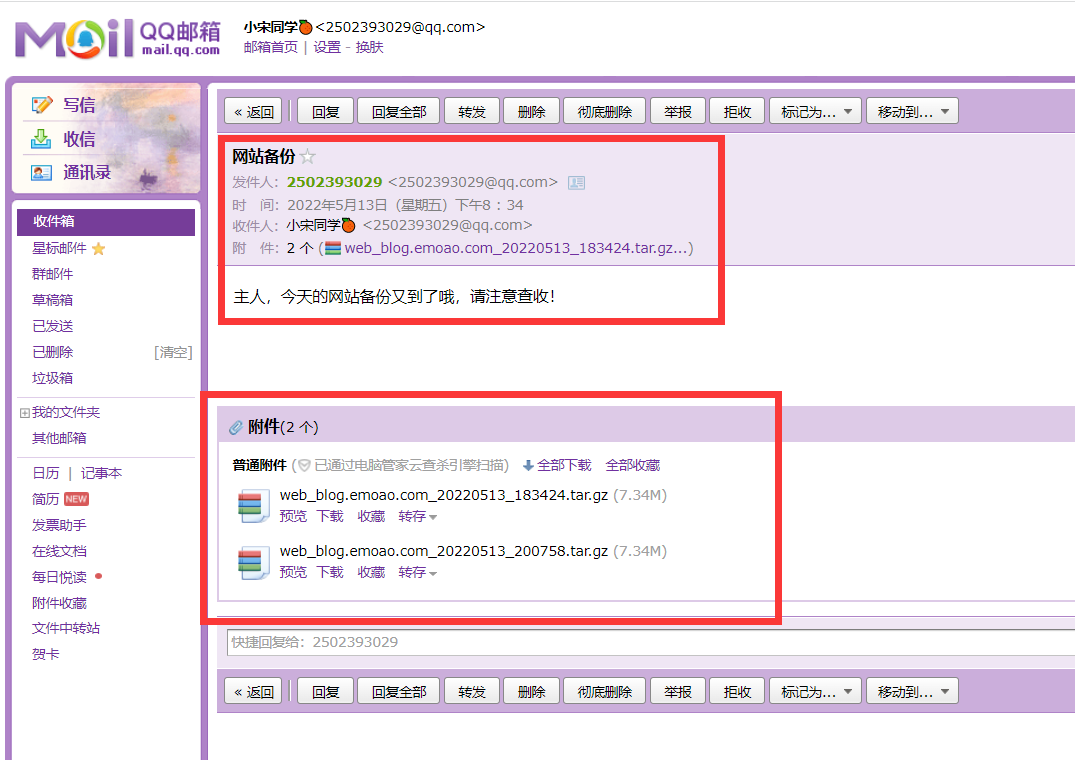 MOil QQ邮箱 mail.qq.com
小宋同学🍊<2502393029@qq.com>
邮箱首页 | 设置 - 换肤
写信
收信
通讯录
收件箱
星标邮件
群邮件
草稿箱
已发送
已删除 [清空]
垃圾箱
我的文件夹
其他邮箱
日历 | 记事本
简历 NEW
发票助手
在线文档
每日悦读
附件收藏
文件中转站
贺卡
« 返回 回复 回复全部 转发 删除 彻底删除 举报 拒收 标记为... 移动到...
网站备份
发件人：2502393029 <2502393029@qq.com>
时 间：2022年5月13日（星期五）下午8：34
收件人：小宋同学🍊 <2502393029@qq.com>
附 件：2 个 (web_blog.emoao.com_20220513_183424.tar.gz...)
主人，今天的网站备份又到了哦，请注意查收！
附件(2 个)
普通附件 (已通过电脑管家云查杀引擎扫描) 全部下载 全部收藏
web_blog.emoao.com_20220513_183424.tar.gz (7.34M)
预览 下载 收藏 转存
web_blog.emoao.com_20220513_200758.tar.gz (7.34M)
预览 下载 收藏 转存
快捷回复给：2502393029
« 返回 回复 回复全部 转发 删除 彻底删除 举报 拒收 标记为... 移动到...